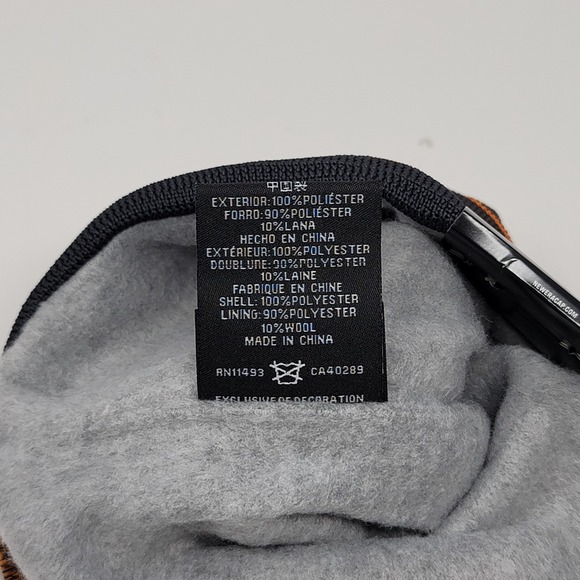 中国製
EXTERIOR:100%POLIÉSTER
FORRO:90%POLIÉSTER
10%LANA
HECHO EN CHINA
EXTÉRIEUR:100%POLYESTER
DOUBLUNE:90%POLYESTER
10%LAINE
FABRIQUE EN CHINE
SHELL:100%POLYESTER
LINING:90%POLYESTER
10%WOOL
MADE IN CHINA
RN11493 CA40289
EXCLUSIVE OF DECORATION
NEWERACAP.COM